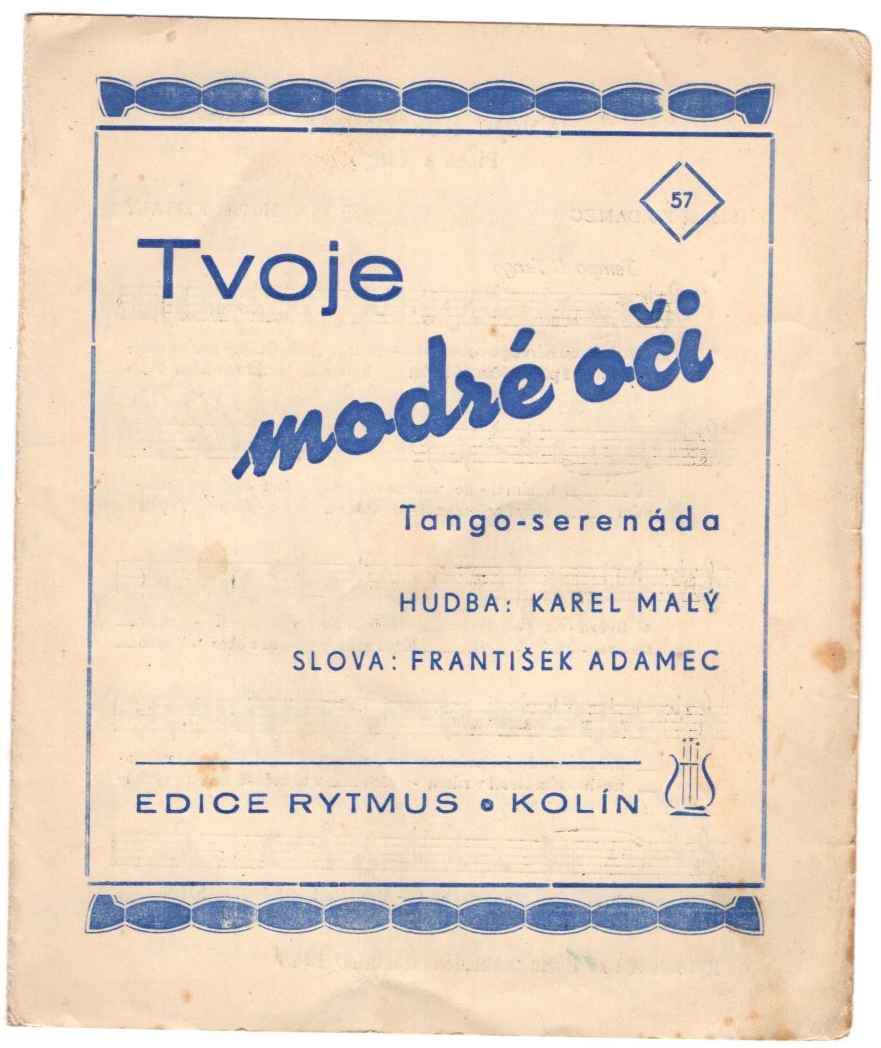 57
Tvoje
modré oči
Tango-serenáda
HUDBA: KAREL MALÝ
SLOVA: FRANTIŠEK ADAMEC
EDICE RYTMUS • KOLÍN